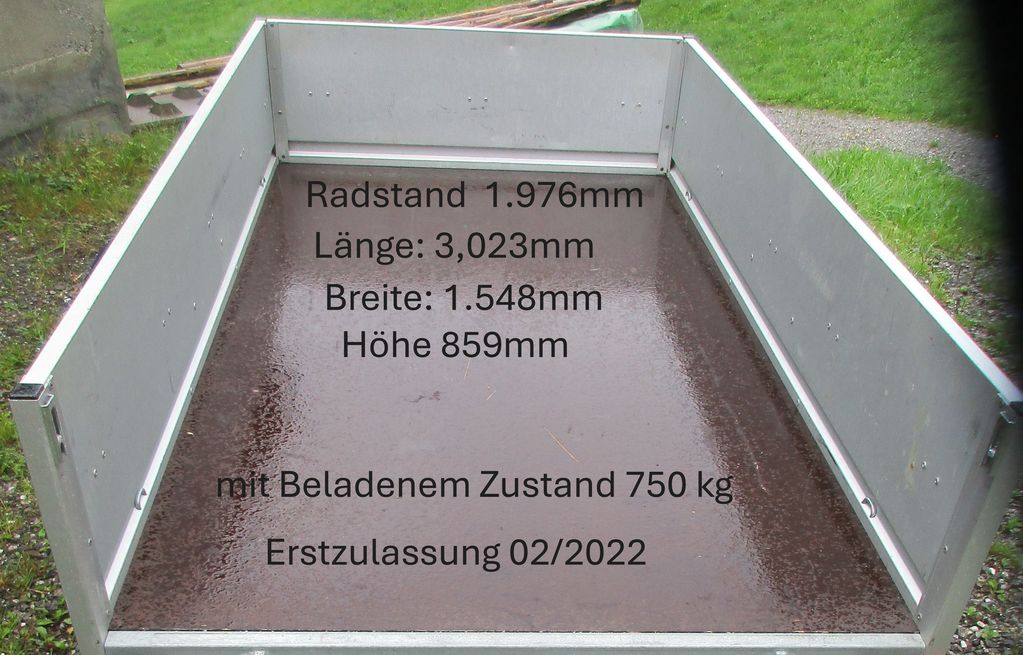 Radstand 1.976mm
Länge: 3,023mm
Breite: 1.548mm
Höhe 859mm
mit Beladenem Zustand 750 kg
Erstzulassung 02/2022